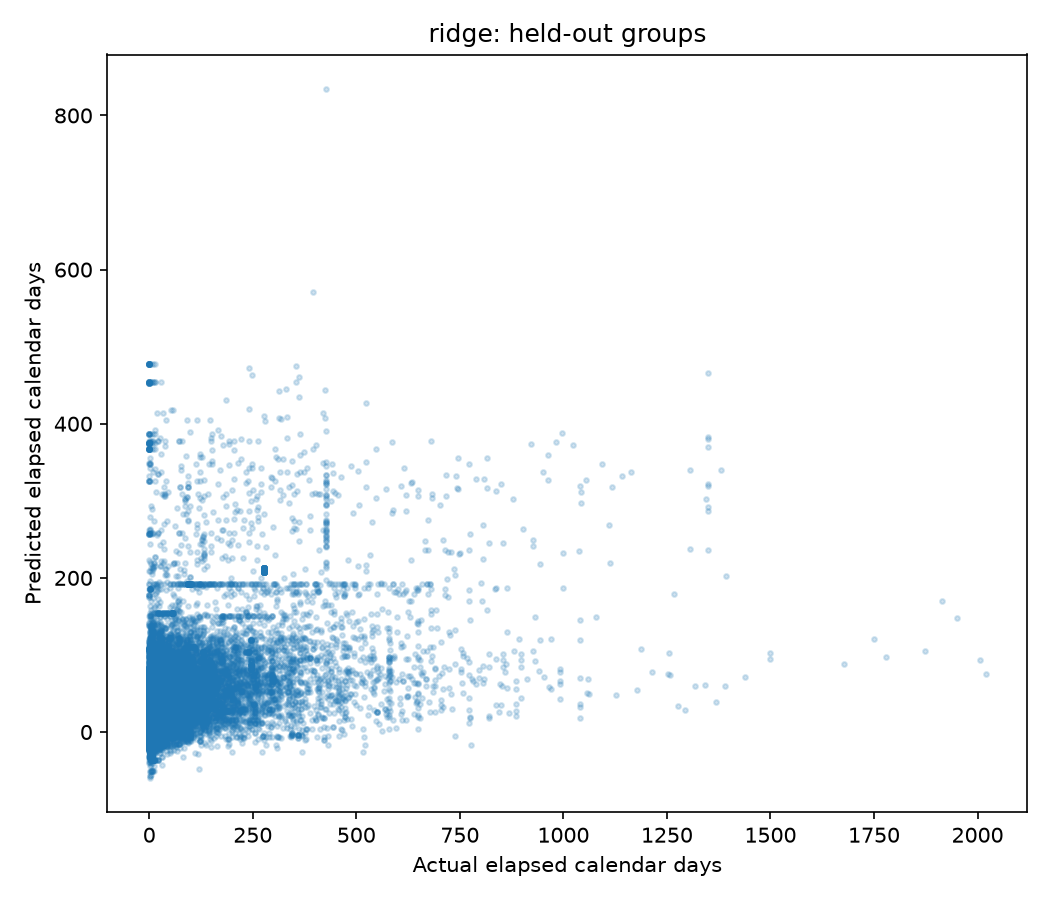 ridge: held-out groups
Predicted elapsed calendar days
800
600
400
200
0
0 250 500 750 1000 1250 1500 1750 2000
Actual elapsed calendar days